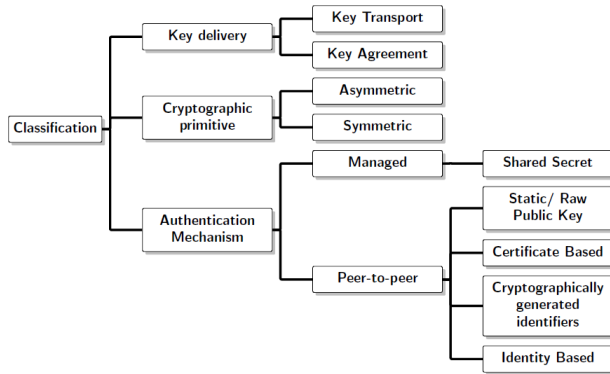 Classification
Key delivery
Key Transport
Key Agreement
Cryptographic
primitive
Asymmetric
Symmetric
Authentication
Mechanism
Managed
Shared Secret
Peer-to-peer
Static/ Raw
Public Key
Certificate Based
Cryptographically
generated
identifiers
Identity Based